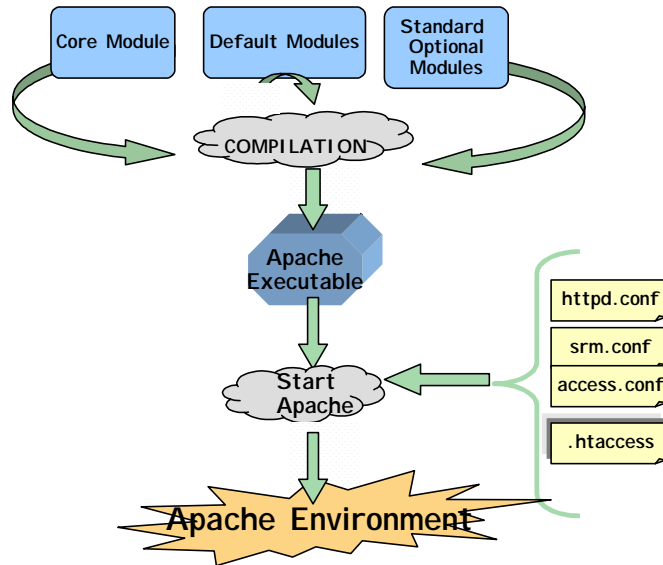 Core Module
Default Modules
Standard
Optional
Modules
COMPILATION
Apache
Executable
httpd.conf
srm.conf
access.conf
.htaccess
Start
Apache
Apache Environment